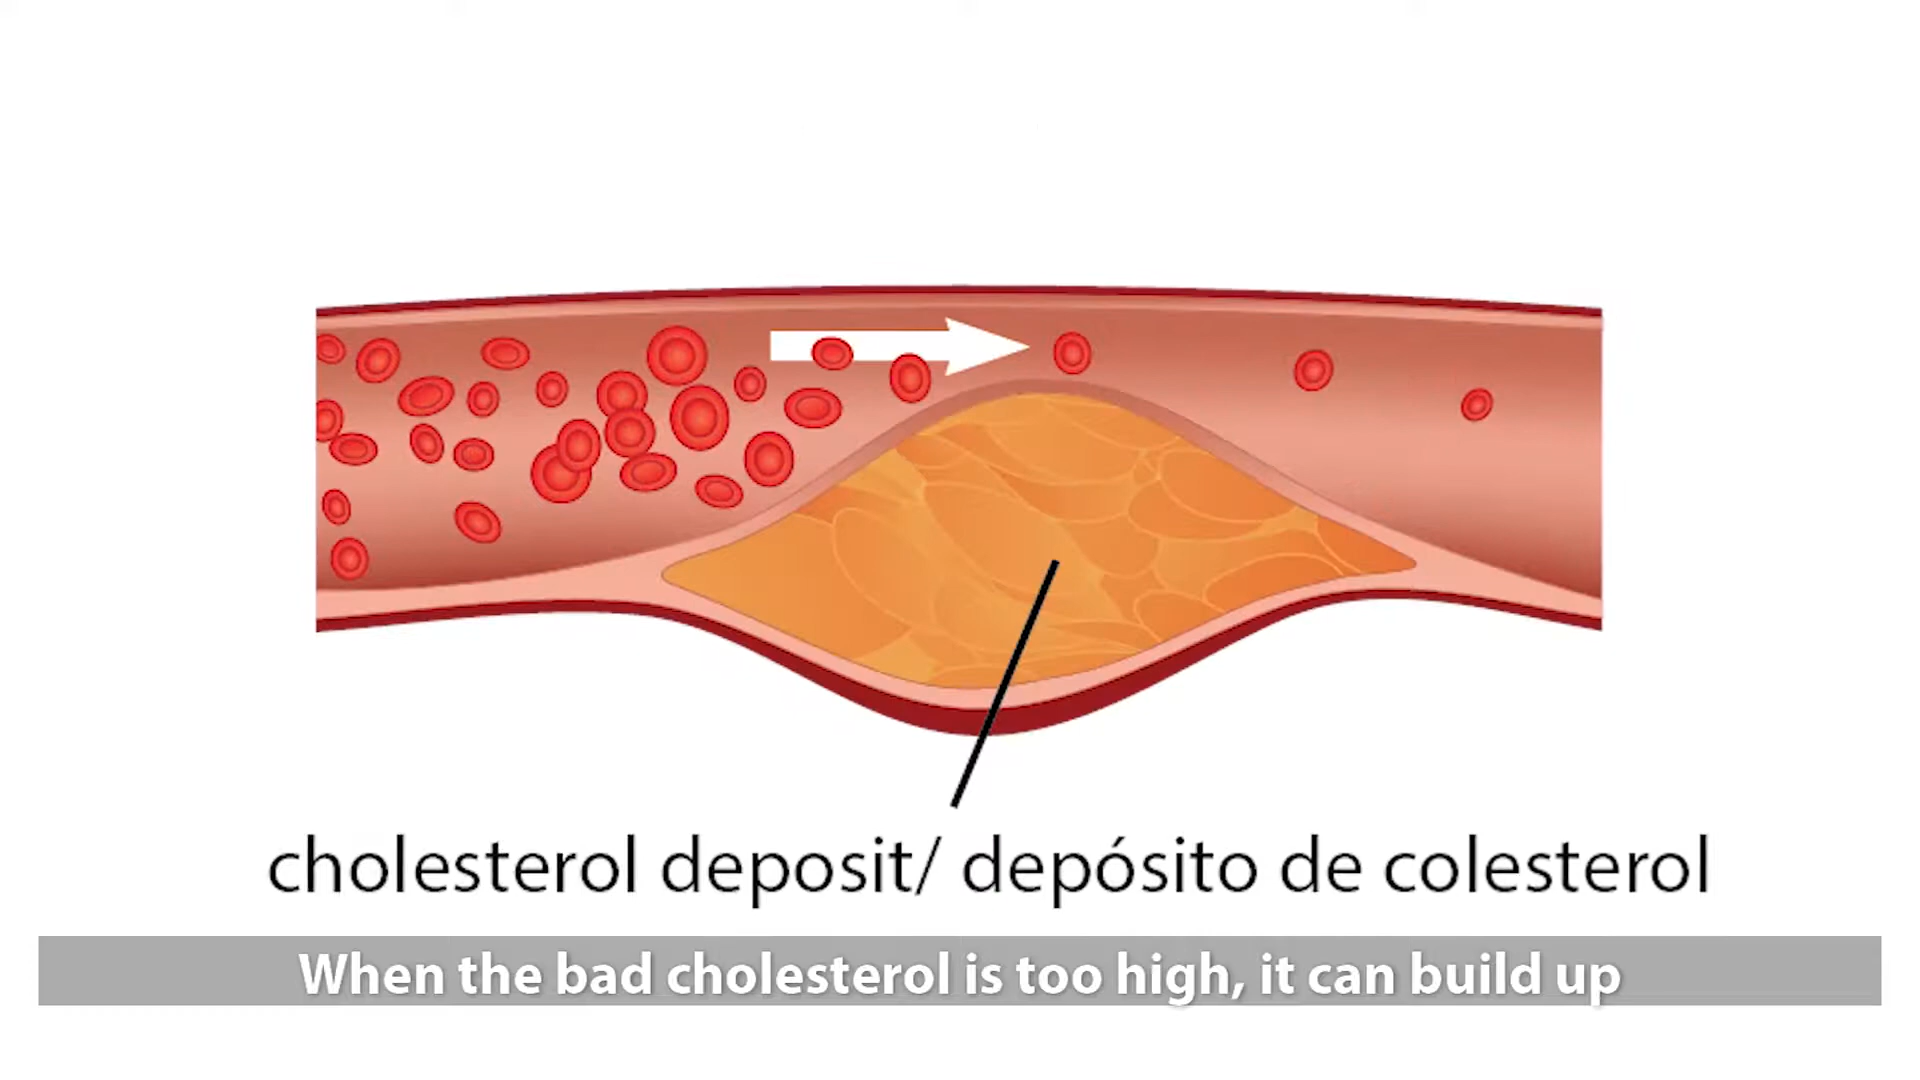 cholesterol deposit/ depósito de colesterol
When the bad cholesterol is too high, it can build up